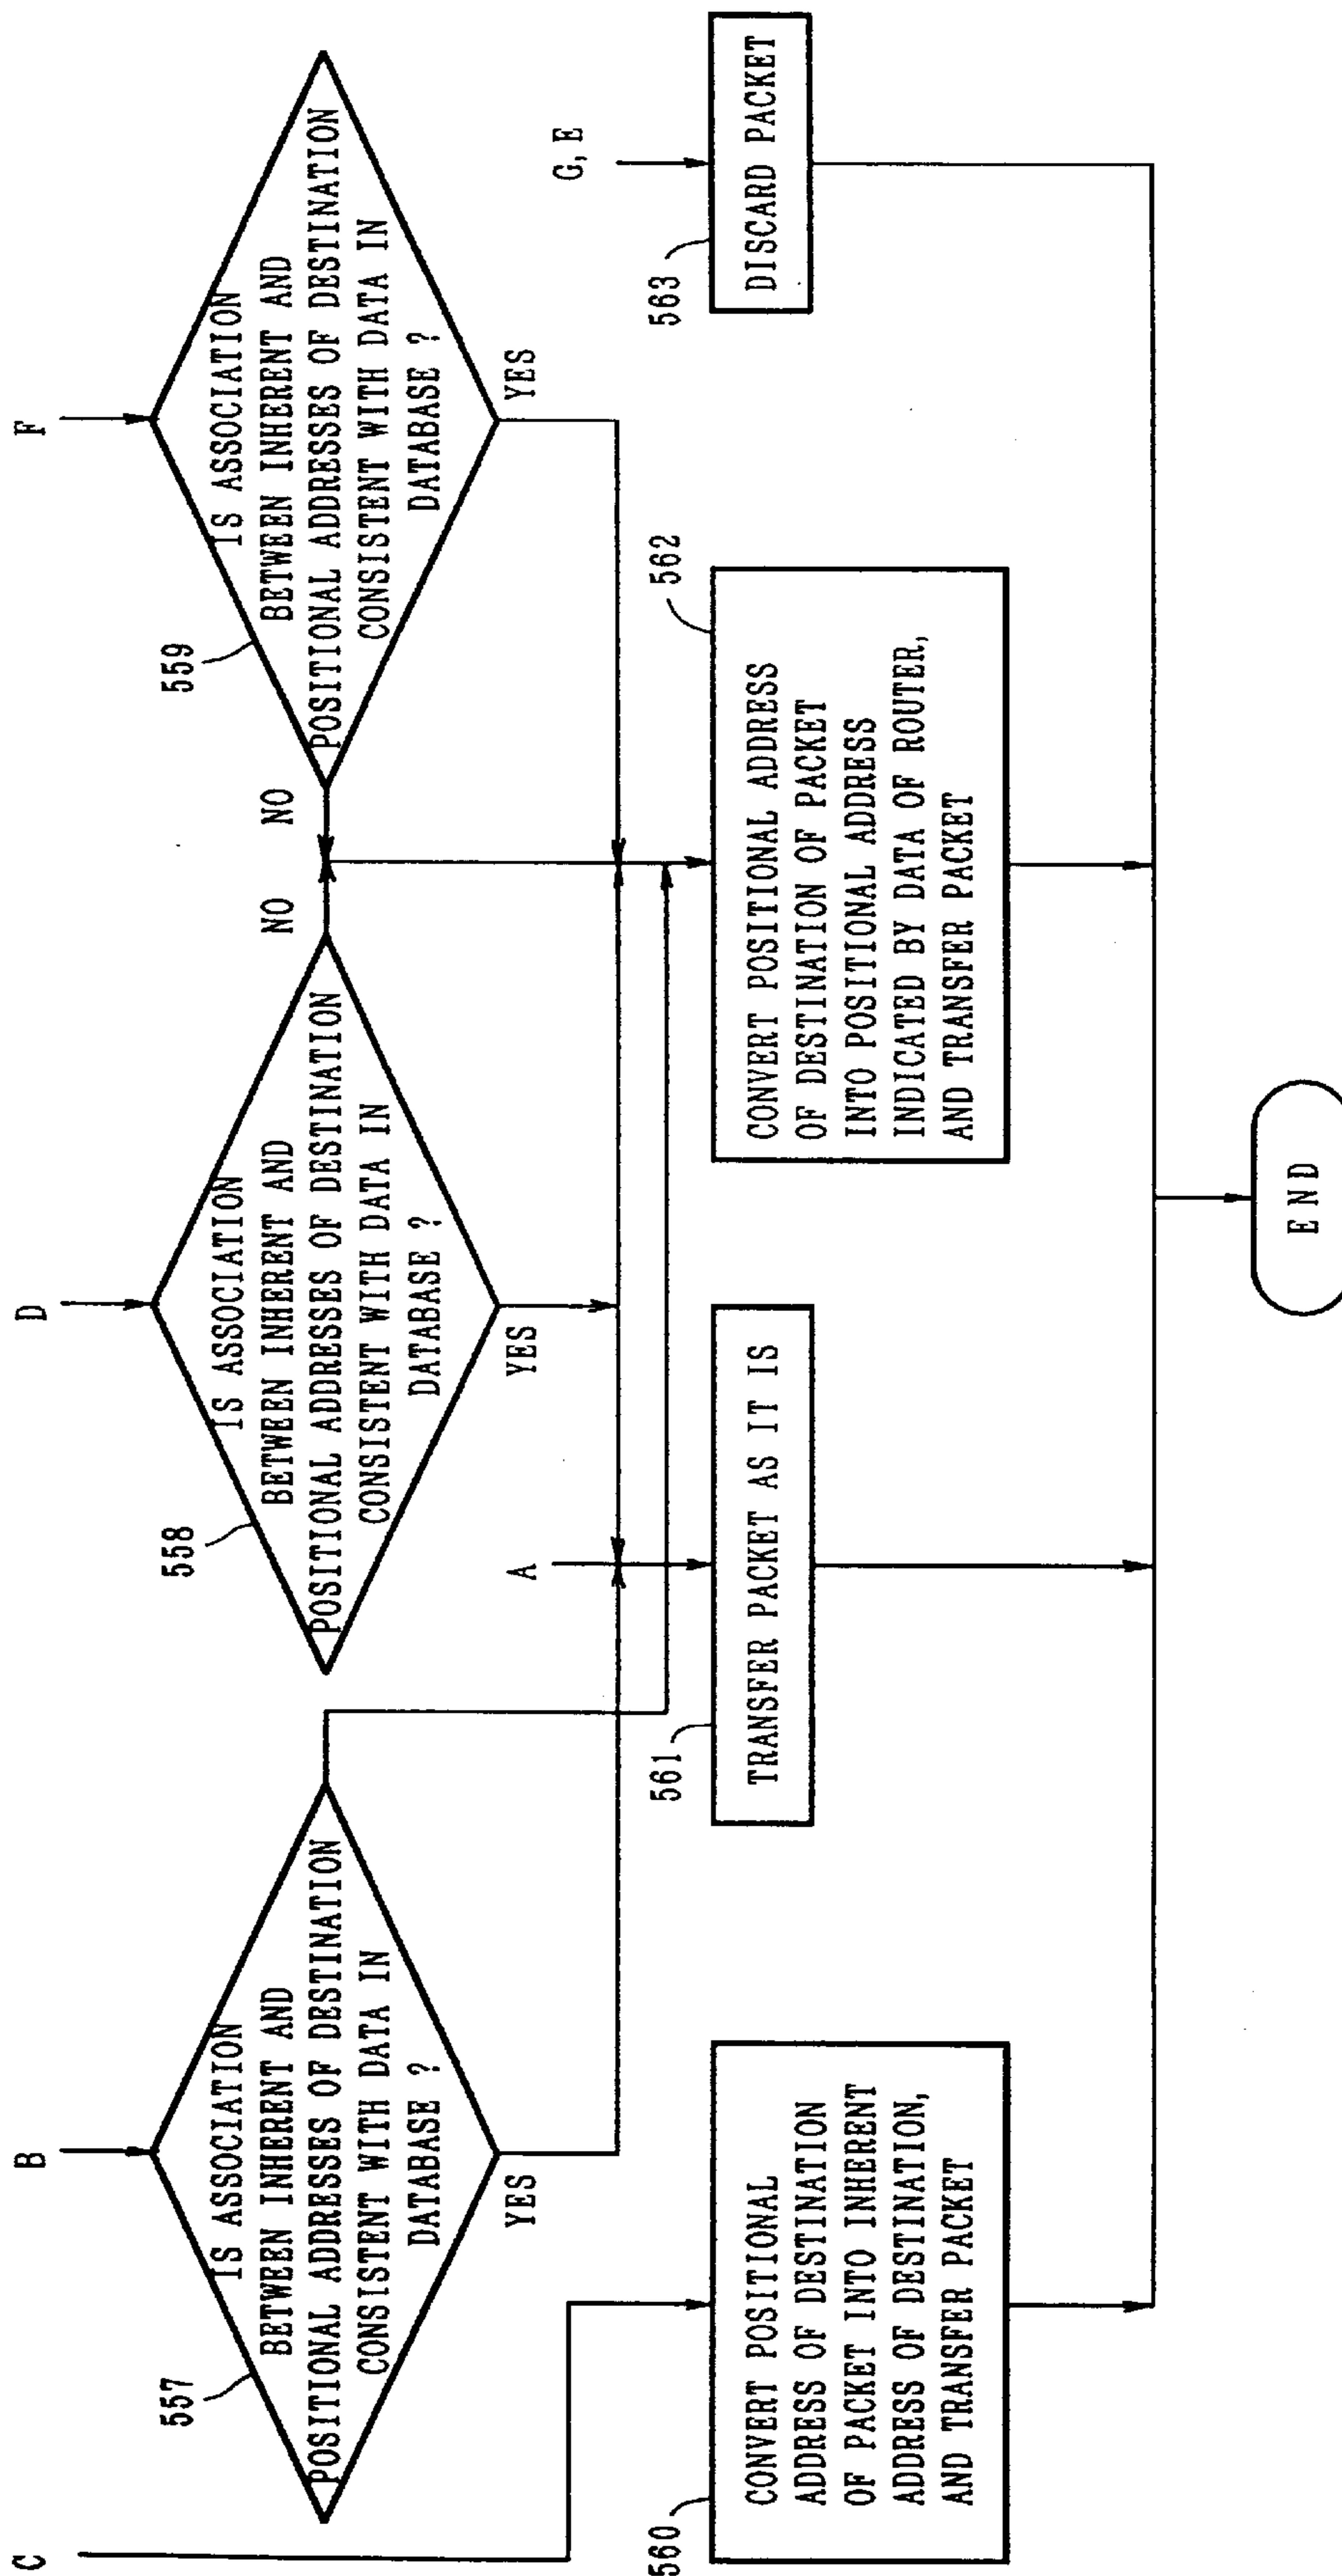 C
B
D
F
557
IS ASSOCIATION
BETWEEN INHERENT AND
POSITIONAL ADDRESSES OF DESTINATION
CONSISTENT WITH DATA IN
DATABASE ?
YES
558
IS ASSOCIATION
BETWEEN INHERENT AND
POSITIONAL ADDRESSES OF DESTINATION
CONSISTENT WITH DATA IN
DATABASE ?
NO
YES
559
IS ASSOCIATION
BETWEEN INHERENT AND
POSITIONAL ADDRESSES OF DESTINATION
CONSISTENT WITH DATA IN
DATABASE ?
NO
YES
A
G, E
560
CONVERT POSITIONAL
ADDRESS OF DESTINATION
OF PACKET INTO INHERENT
ADDRESS OF DESTINATION,
AND TRANSFER PACKET
561
TRANSFER PACKET AS IT IS
562
CONVERT POSITIONAL ADDRESS
OF DESTINATION OF PACKET
INTO POSITIONAL ADDRESS
INDICATED BY DATA OF ROUTER,
AND TRANSFER PACKET
563
DISCARD PACKET
END